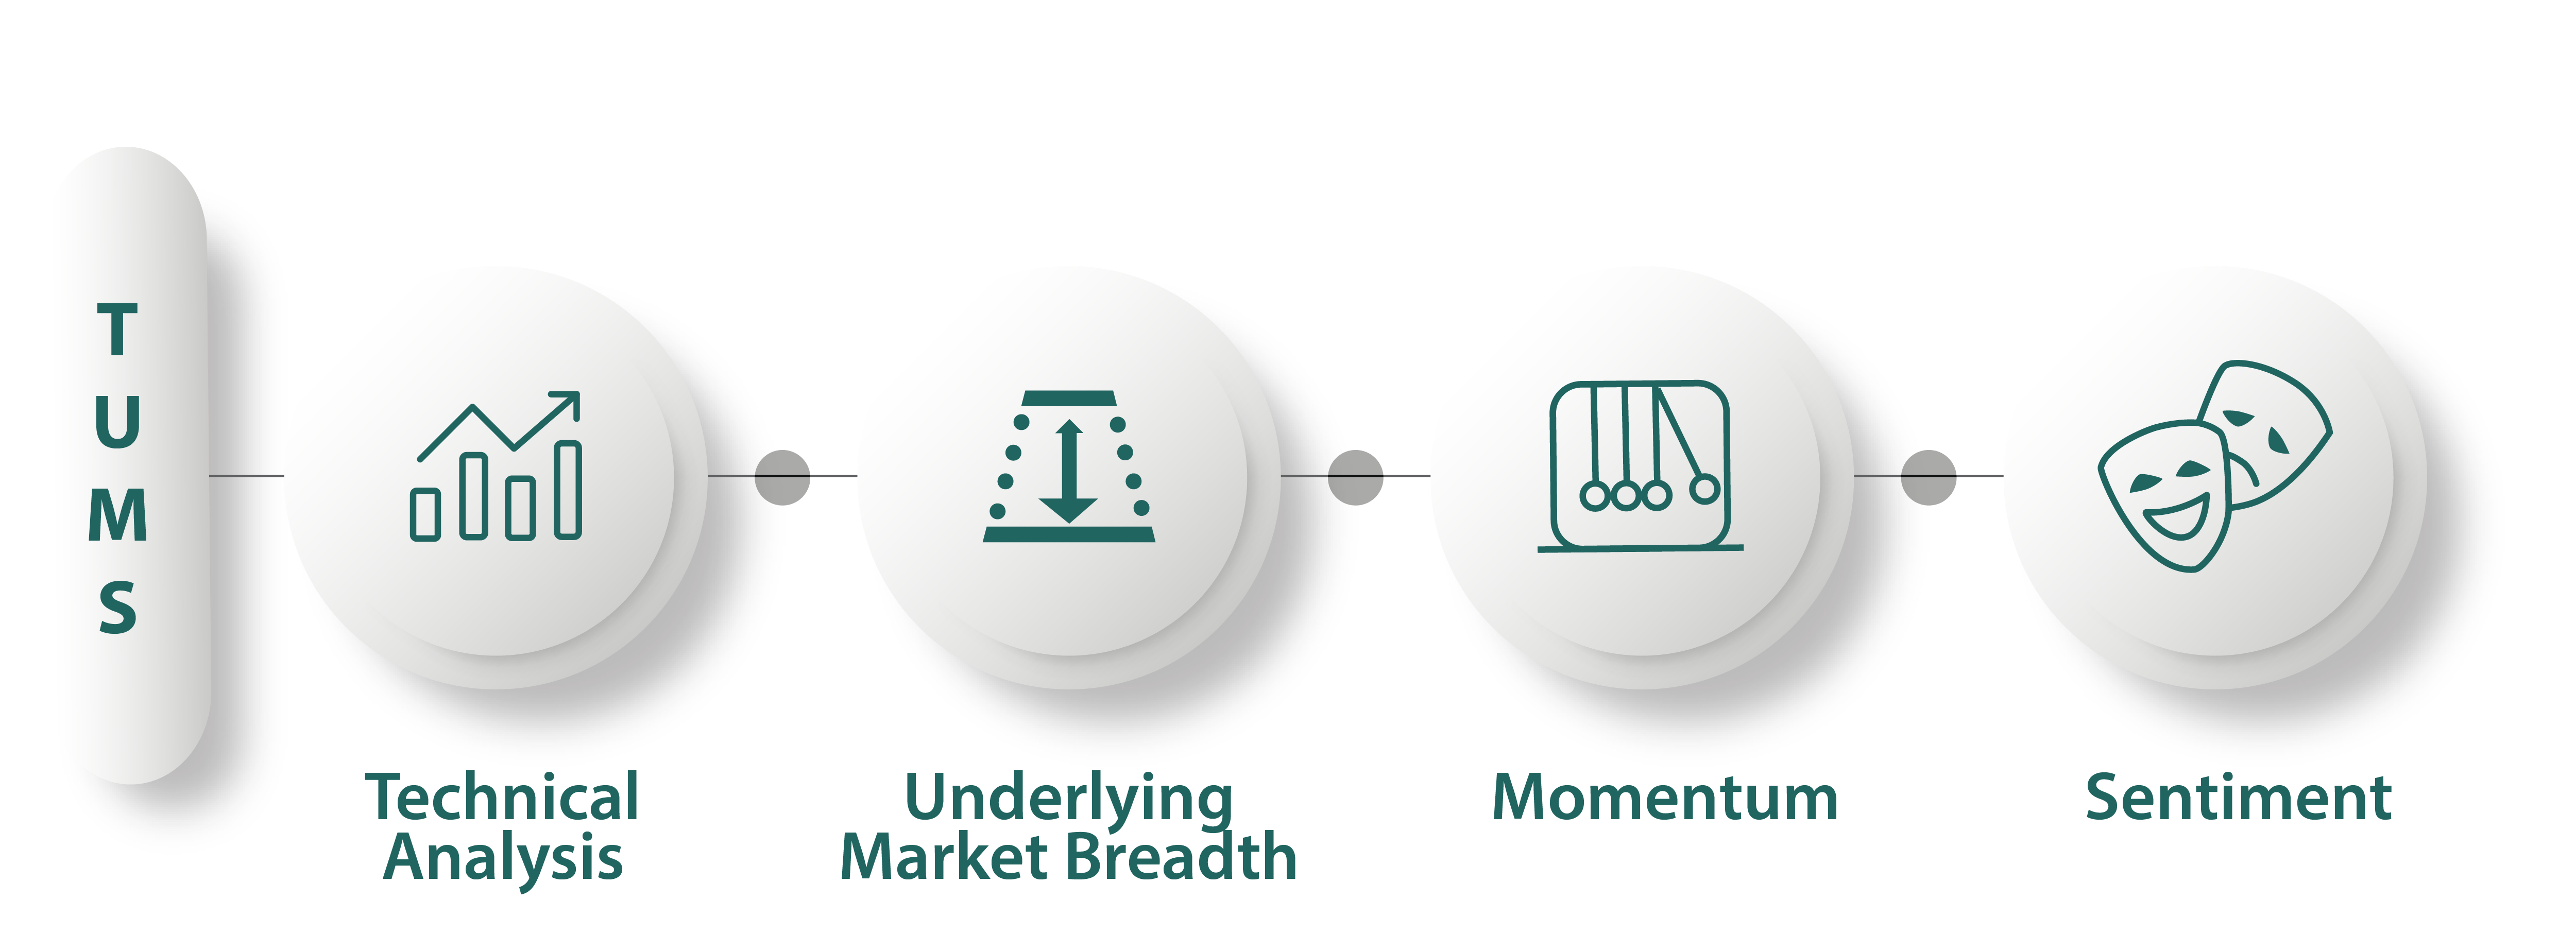 T
U
M
S
Technical
Analysis
Underlying
Market Breadth
Momentum
Sentiment